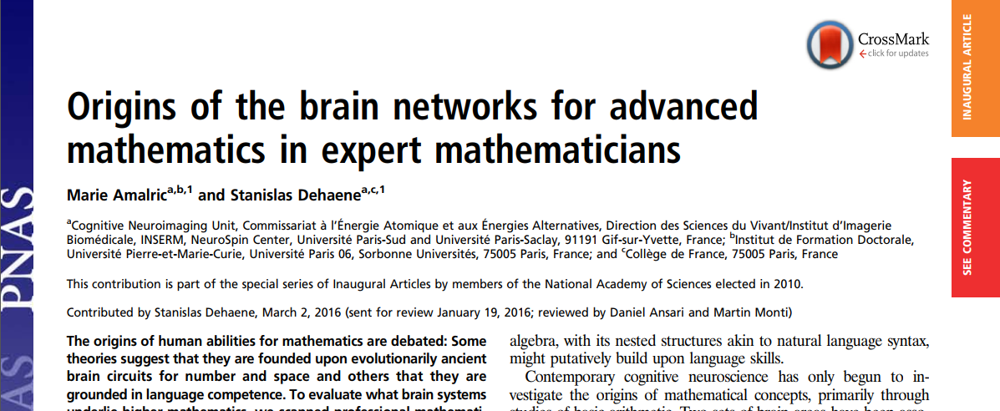 CrossMark
click for updates
Origins of the brain networks for advanced
mathematics in expert mathematicians
Marie Amalric^a,b,1 and Stanislas Dehaene^a,c,1
^aCognitive Neuroimaging Unit, Commissariat à l’Énergie Atomique et aux Énergies Alternatives, Direction des Sciences du Vivant/Institut d’Imagerie
Biomédicale, INSERM, NeuroSpin Center, Université Paris-Sud and Université Paris-Saclay, 91191 Gif-sur-Yvette, France; ^bInstitut de Formation Doctorale,
Université Pierre-et-Marie-Curie, Université Paris 06, Sorbonne Universités, 75005 Paris, France; and ^cCollège de France, 75005 Paris, France
This contribution is part of the special series of Inaugural Articles by members of the National Academy of Sciences elected in 2010.
Contributed by Stanislas Dehaene, March 2, 2016 (sent for review January 19, 2016; reviewed by Daniel Ansari and Martin Monti)
The origins of human abilities for mathematics are debated: Some
theories suggest that they are founded upon evolutionarily ancient
brain circuits for number and space and others that they are
grounded in language competence. To evaluate what brain systems
underlie higher mathematics, we scanned professional mathemati-
algebra, with its nested structures akin to natural language syntax,
might putatively build upon language skills.
Contemporary cognitive neuroscience has only begun to in-
vestigate the origins of mathematical concepts, primarily through
studies of basic arithmetic. Two sets of brain areas have been asso-
INAUGURAL ARTICLE
SEE COMMENTARY
PNAS
NAS